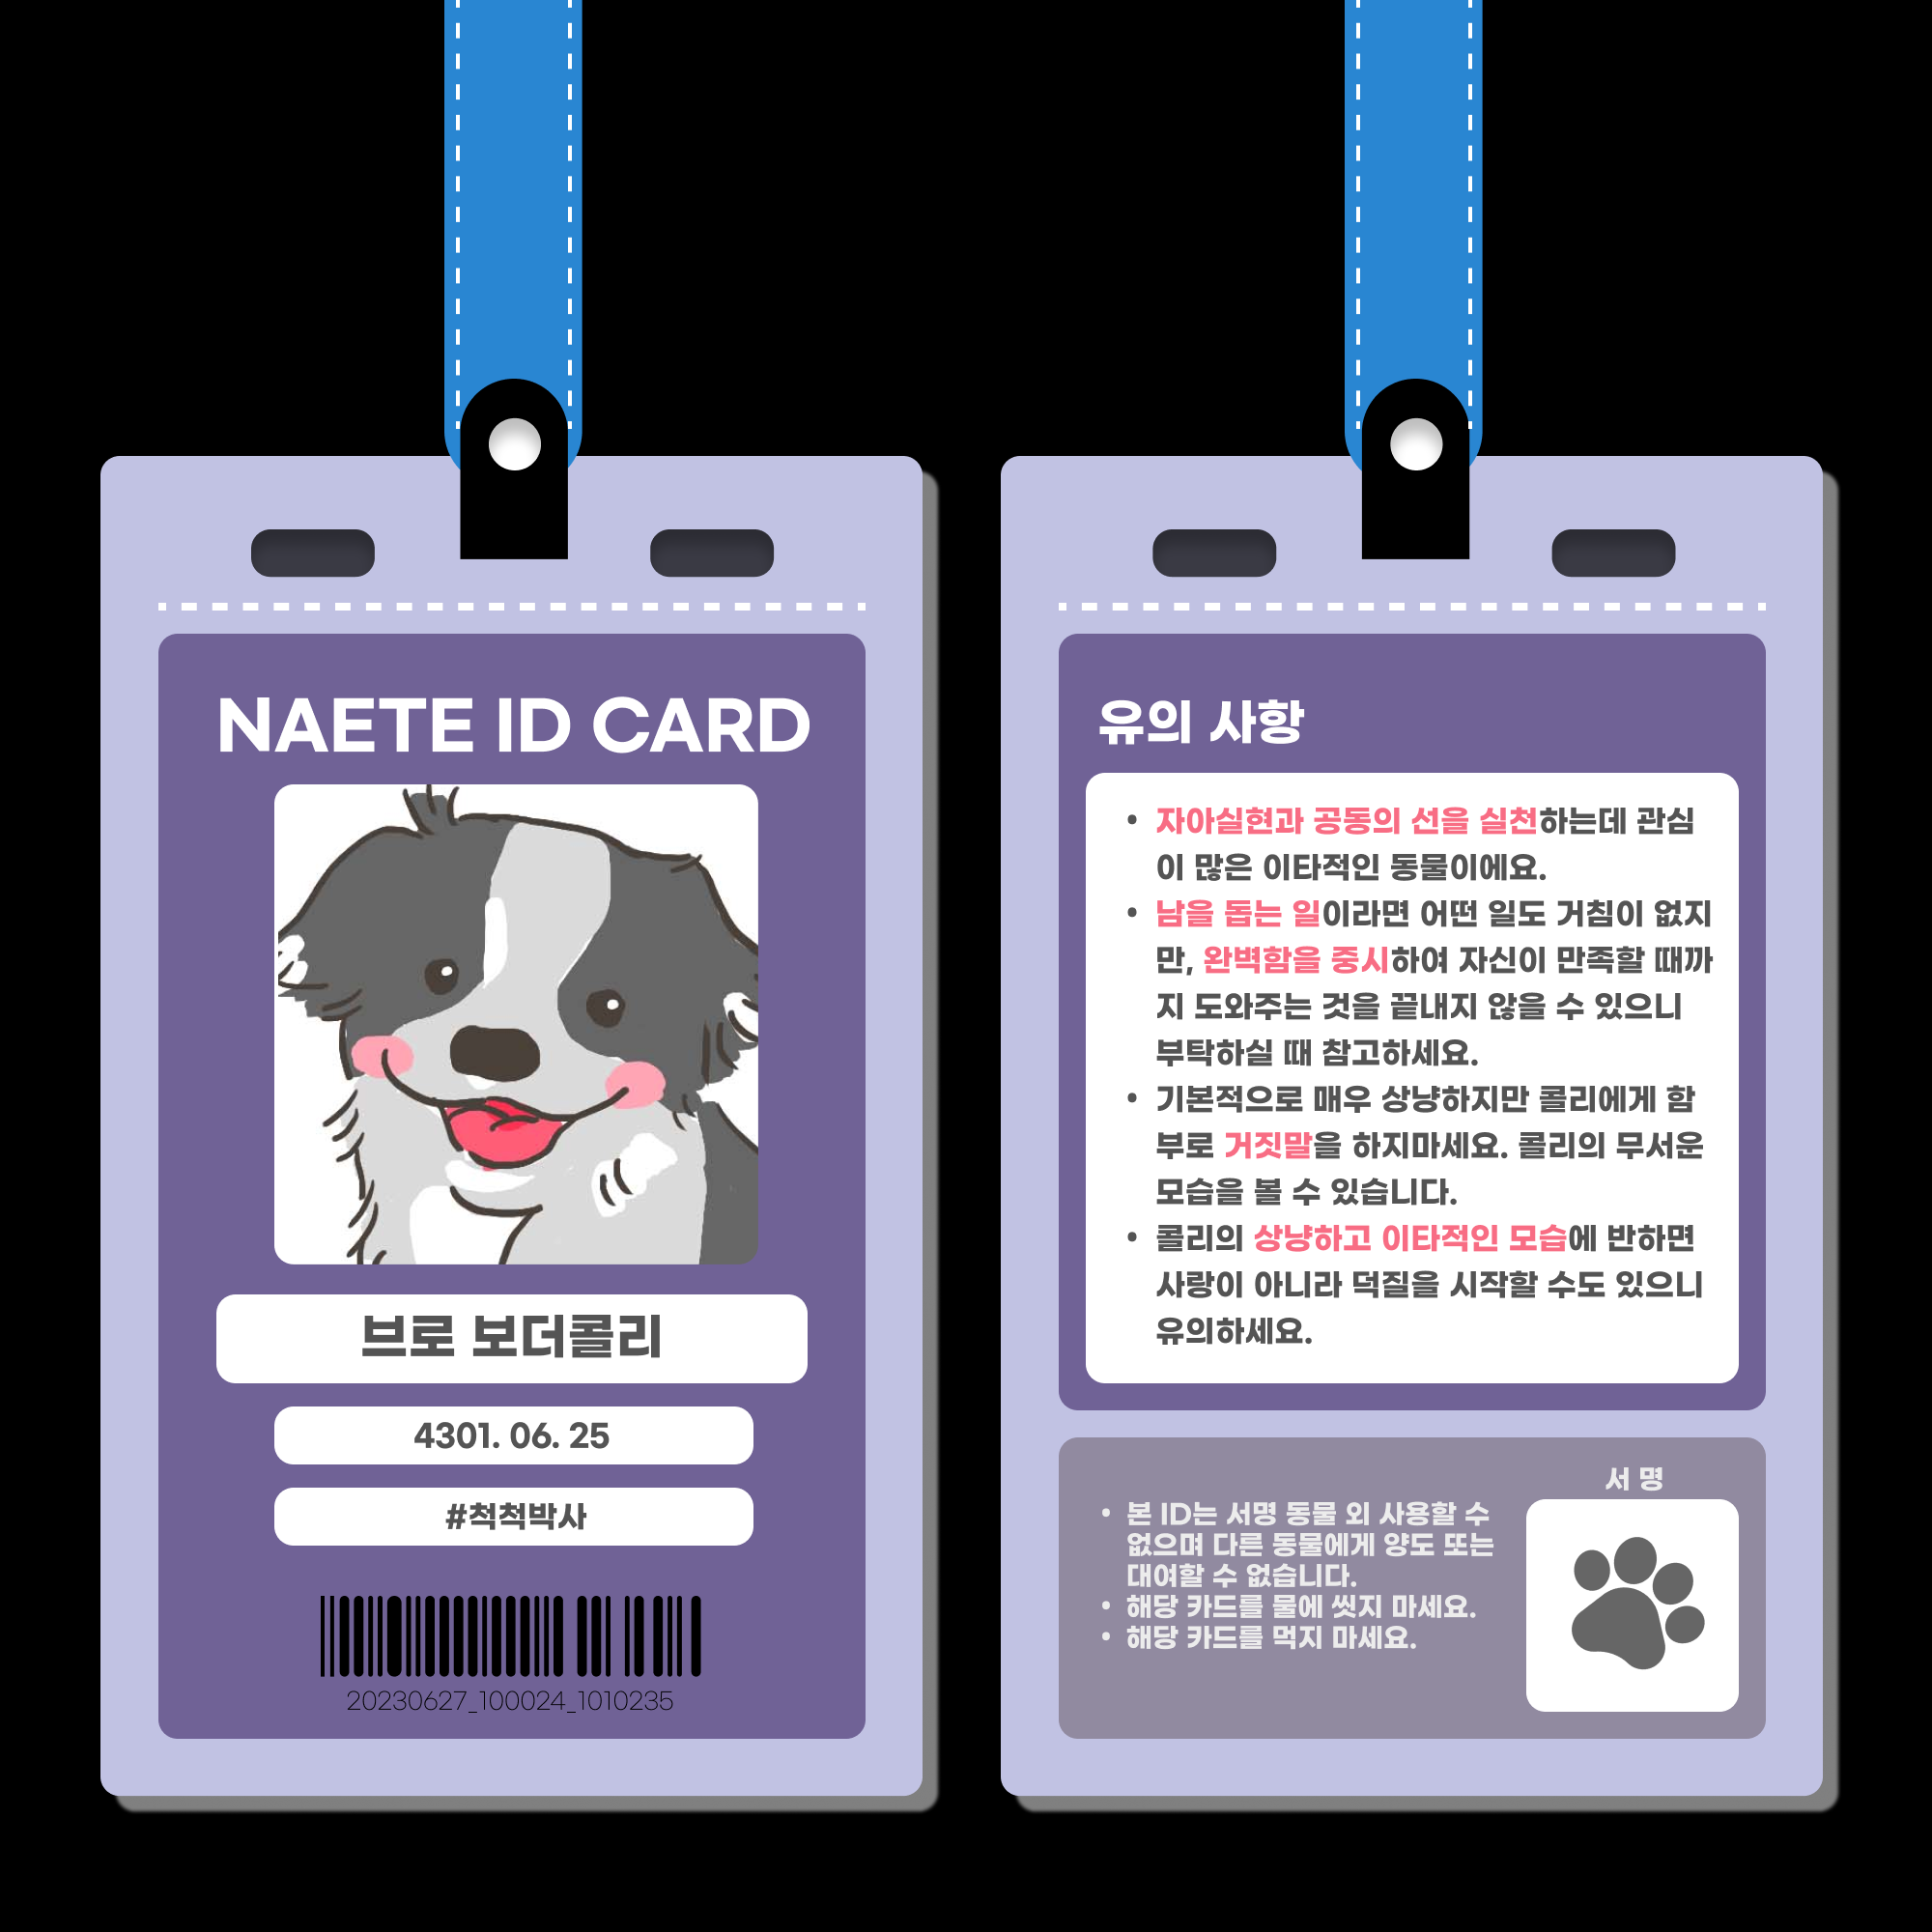 NAETE ID CARD
브로 보더콜리
4301. 06. 25
#척척박사
20230627_100024_1010235
유의 사항
• 자아실현과 공동의 선을 실천하는데 관심
이 많은 이타적인 동물이에요.
• 남을 돕는 일이라면 어떤 일도 거침이 없지
만, 완벽함을 중시하여 자신이 만족할 때까
지 도와주는 것을 끝내지 않을 수 있으니
부탁하실 때 참고하세요.
• 기본적으로 매우 상냥하지만 콜리에게 함
부로 거짓말을 하지마세요. 콜리의 무서운
모습을 볼 수 있습니다.
• 콜리의 상냥하고 이타적인 모습에 반하면
사랑이 아니라 덕질을 시작할 수도 있으니
유의하세요.
• 본 ID는 서명 동물 외 사용할 수
없으며 다른 동물에게 양도 또는
대여할 수 없습니다.
• 해당 카드를 물에 씻지 마세요.
• 해당 카드를 먹지 마세요.
서 명